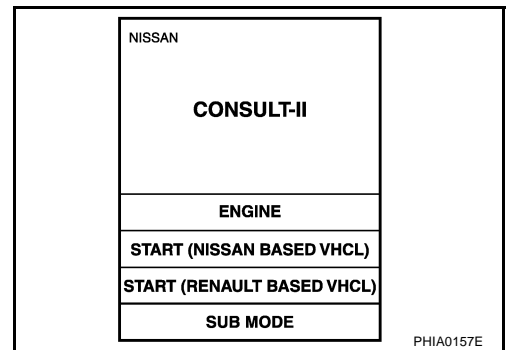 NISSAN
CONSULT-II
ENGINE
START (NISSAN BASED VHCL)
START (RENAULT BASED VHCL)
SUB MODE
PHIA0157E